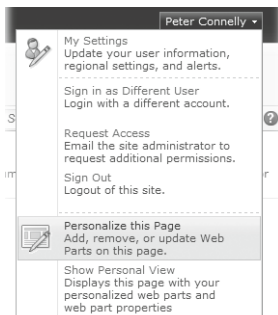 Peter Connelly
My Settings
Update your user information,
regional settings, and alerts.
Sign in as Different User
Login with a different account.
S
Request Access
Email the site administrator to
request additional permissions.
Sign Out
Logout of this site.
m
or
Personalize this Page
Add, remove, or update Web
Parts on this page.
Show Personal View
Displays this page with your
personalized web parts and
web part properties